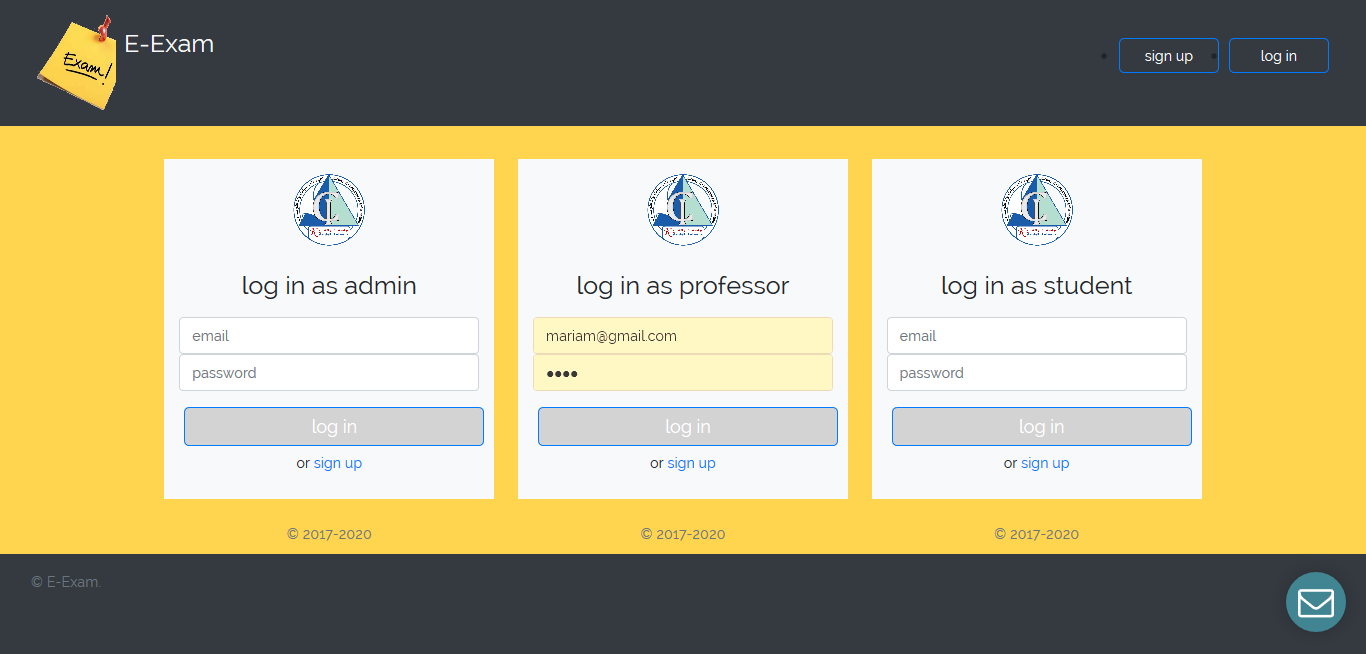 Exam!
E-Exam
sign up
log in
log in as admin
email
password
log in
or sign up
© 2017-2020
log in as professor
mariam@gmail.com
••••
log in
or sign up
© 2017-2020
log in as student
email
password
log in
or sign up
© 2017-2020
© E-Exam.